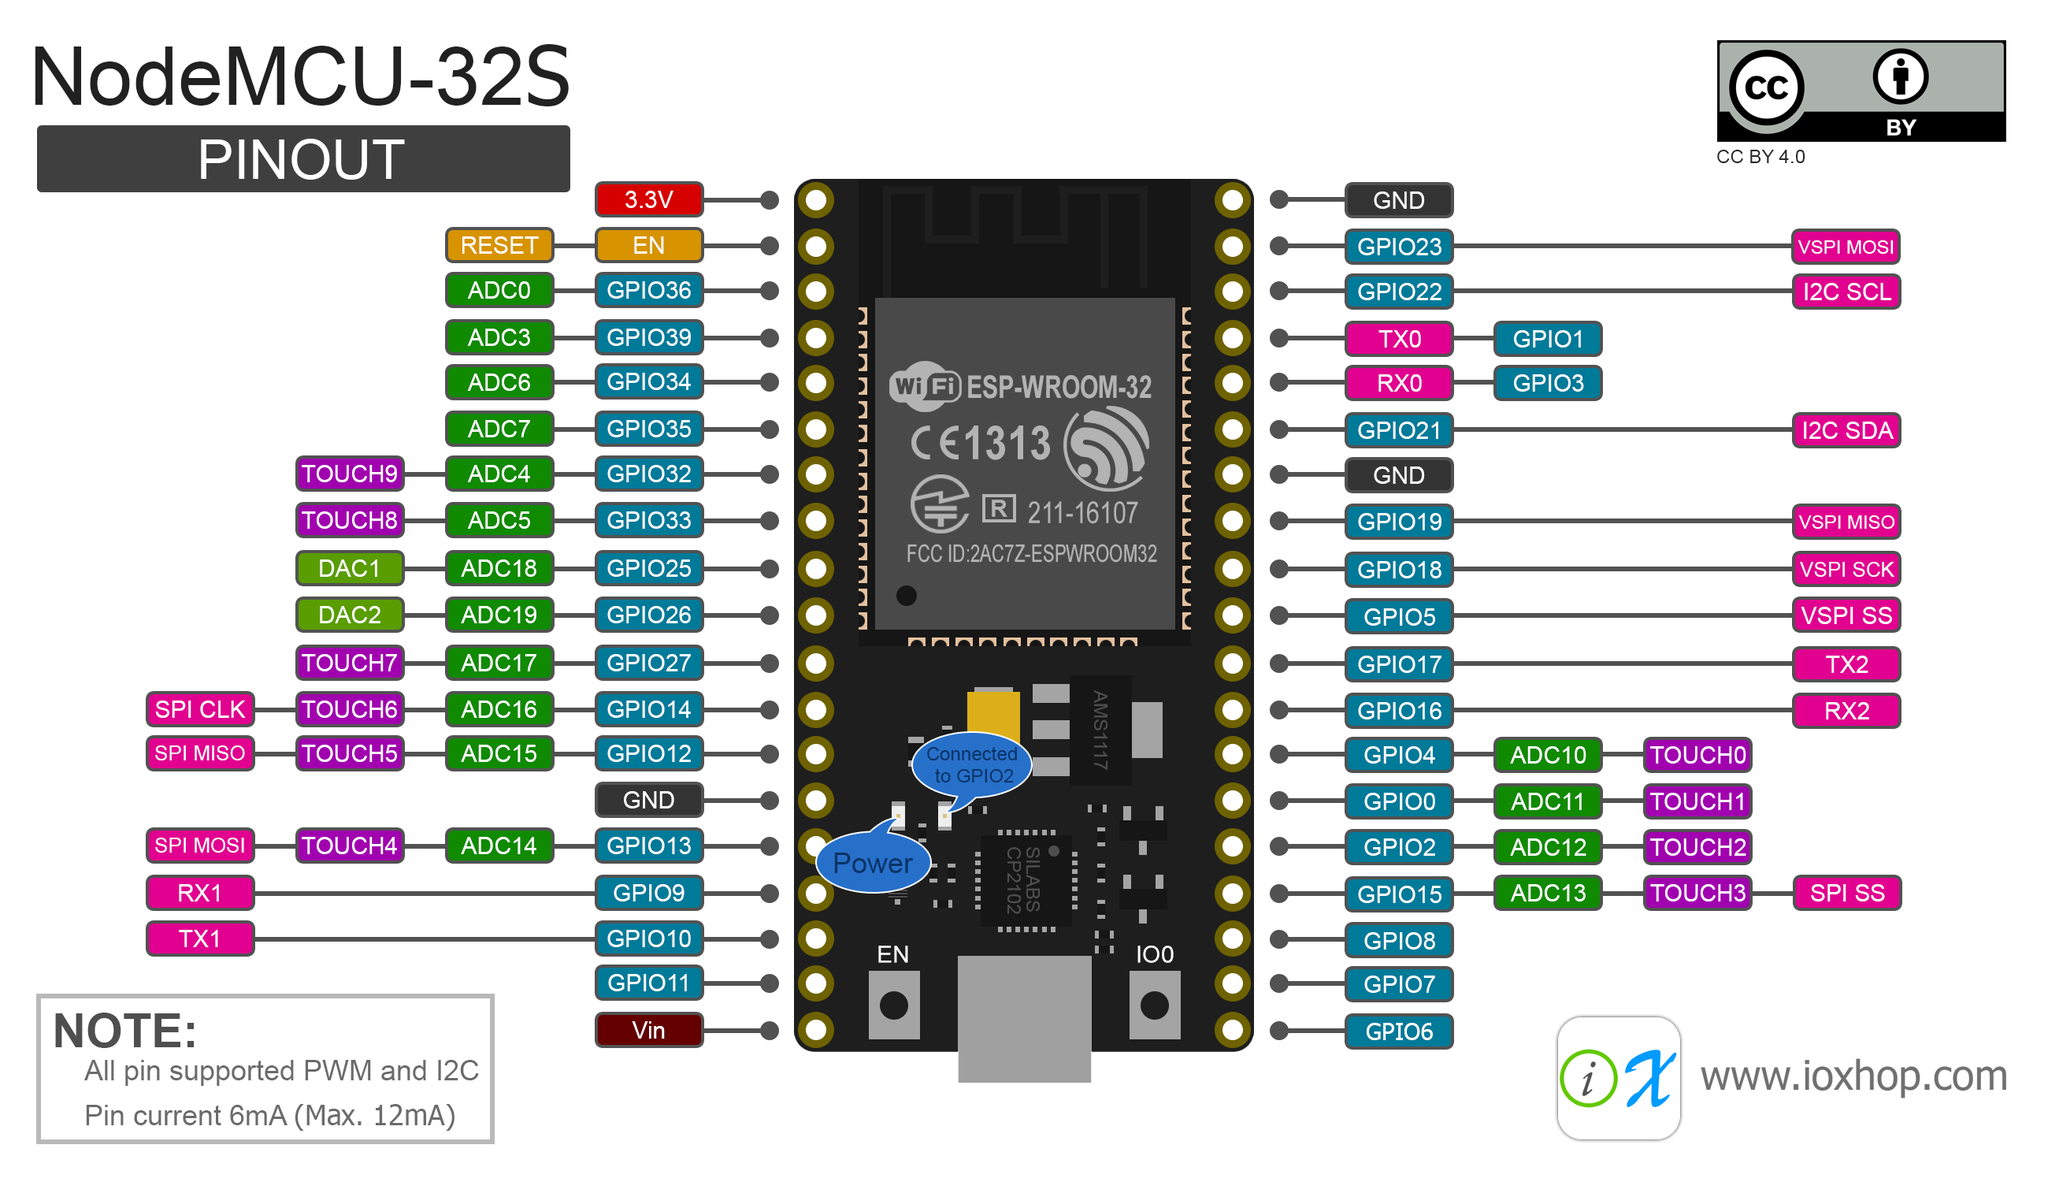 NodeMCU-32S
PINOUT
CC BY
CC BY 4.0
3.3V
RESET EN
ADC0 GPIO36
ADC3 GPIO39
ADC6 GPIO34
ADC7 GPIO35
TOUCH9 ADC4 GPIO32
TOUCH8 ADC5 GPIO33
DAC1 ADC18 GPIO25
DAC2 ADC19 GPIO26
TOUCH7 ADC17 GPIO27
SPI CLK TOUCH6 ADC16 GPIO14
SPI MISO TOUCH5 ADC15 GPIO12
GND
SPI MOSI TOUCH4 ADC14 GPIO13
RX1 GPIO9
TX1 GPIO10
GPIO11
Vin
WiFi ESP-WROOM-32
CE1313
R 211-16107
FCC ID:2AC7Z-ESPWROOM32
AMS1117
Connected
to GPIO2
Power
SILABS
CP2102
EN
IO0
GND
GPIO23 VSPI MOSI
GPIO22 I2C SCL
TX0 GPIO1
RX0 GPIO3
GPIO21 I2C SDA
GND
GPIO19 VSPI MISO
GPIO18 VSPI SCK
GPIO5 VSPI SS
GPIO17 TX2
GPIO16 RX2
GPIO4 ADC10 TOUCH0
GPIO0 ADC11 TOUCH1
GPIO2 ADC12 TOUCH2
GPIO15 ADC13 TOUCH3 SPI SS
GPIO8
GPIO7
GPIO6
NOTE:
All pin supported PWM and I2C
Pin current 6mA (Max. 12mA)
iX www.ioxhop.com